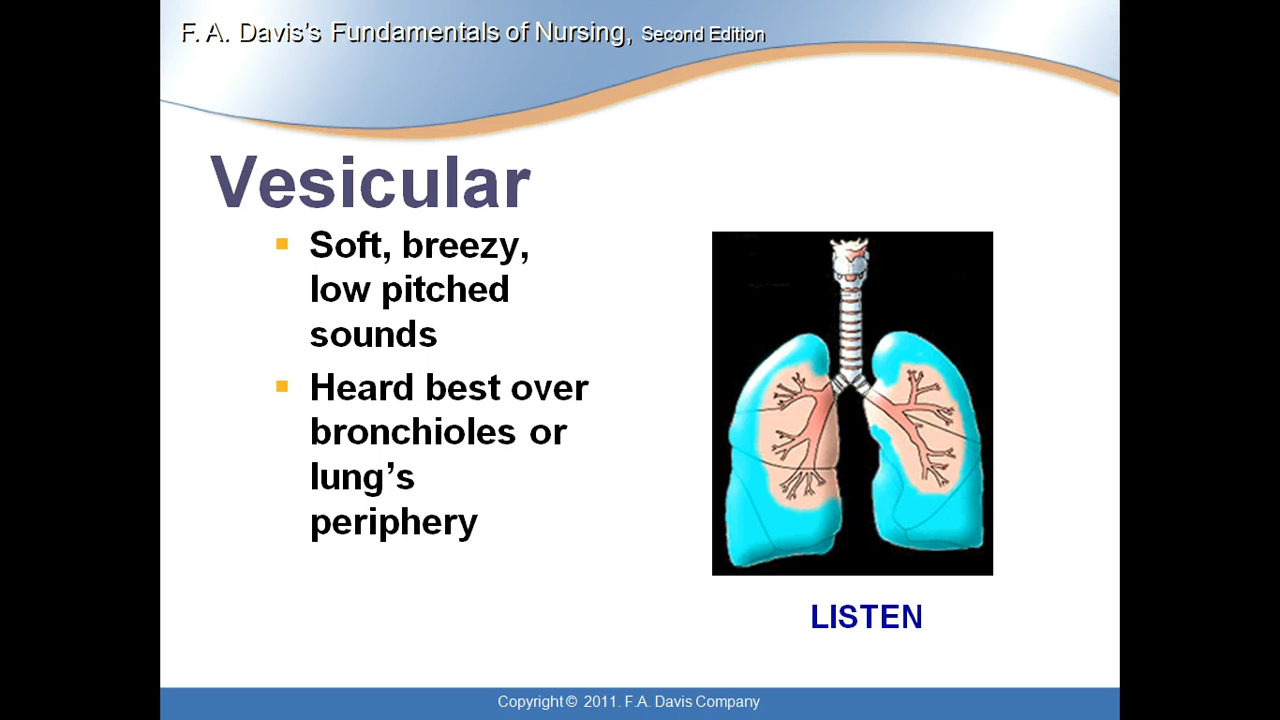 F. A. Davis's Fundamentals of Nursing, Second Edition
Vesicular
Soft, breezy,
low pitched
sounds
Heard best over
bronchioles or
lung’s
periphery
LISTEN
Copyright © 2011. F.A. Davis Company